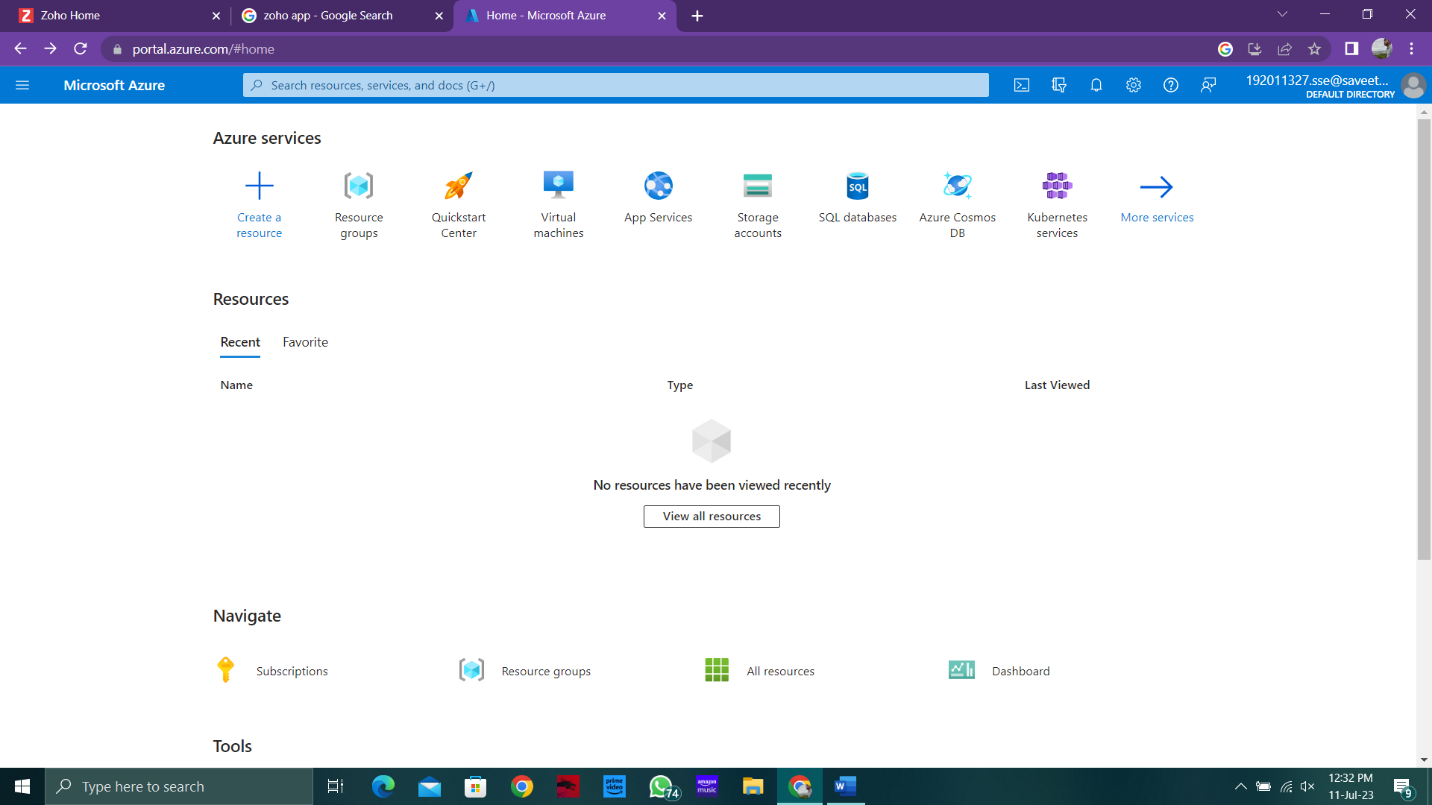 Zoho Home
zoho app - Google Search
Home - Microsoft Azure
portal.azure.com/#home
Microsoft Azure
Search resources, services, and docs (G+/)
192011327.sse@saveet...
DEFAULT DIRECTORY
Azure services
Create a resource
Resource groups
Quickstart Center
Virtual machines
App Services
Storage accounts
SQL
SQL databases
Azure Cosmos DB
Kubernetes services
More services
Resources
Recent
Favorite
Name
Type
Last Viewed
No resources have been viewed recently
View all resources
Navigate
Subscriptions
Resource groups
All resources
Dashboard
Tools
Type here to search
prime video
74
amazon music
W
12:32 PM
11-Jul-23
9